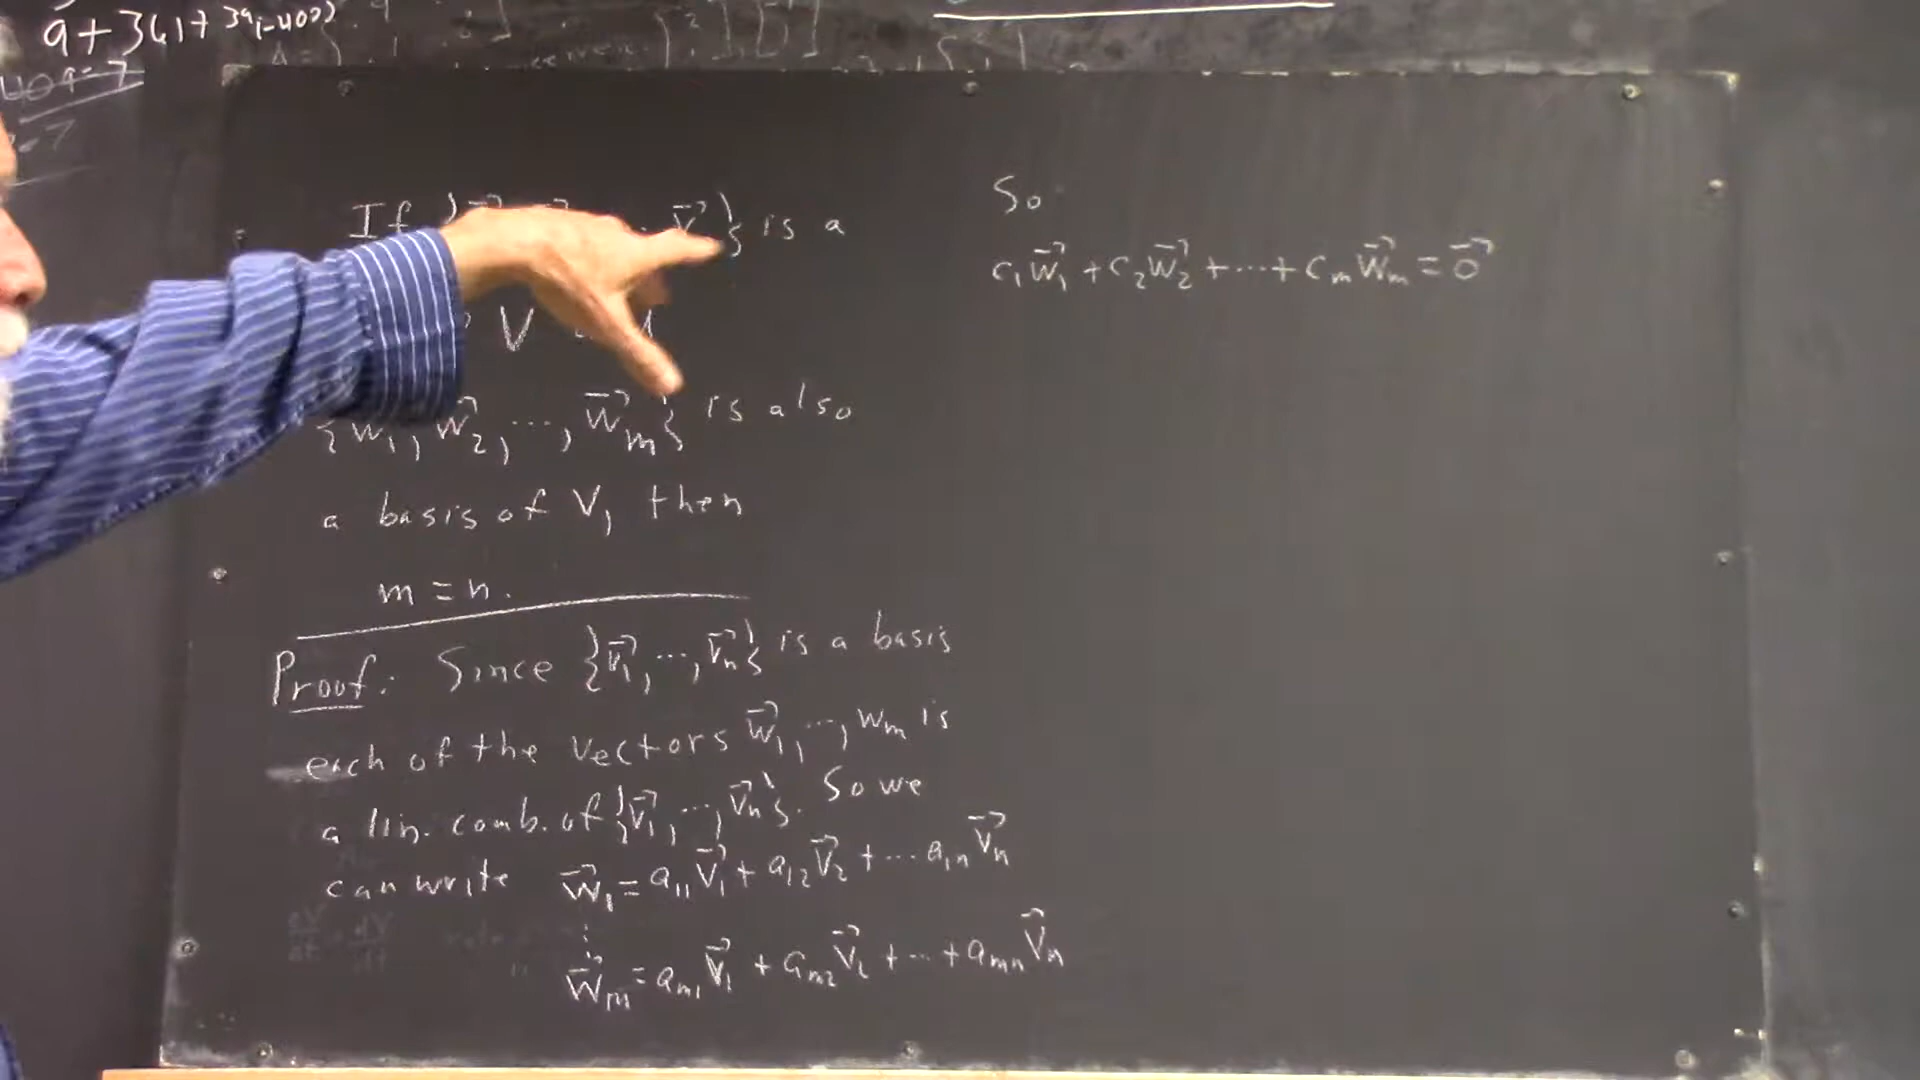 If {v⃗ } is a
V
{w⃗₁, w⃗₂, ..., w⃗ₘ} is also
a basis of V, then
m = n.
Proof: Since {v⃗₁, ..., v⃗ₙ} is a basis
each of the vectors w⃗₁, ..., wₘ is
a lin. comb. of {v⃗₁, ..., v⃗ₙ}. So we
can write w⃗₁ = a₁₁v⃗₁ + a₁₂v⃗₂ + ... a₁ₙv⃗ₙ
⋮
w⃗ₘ = aₘ₁v⃗₁ + aₘ₂v⃗₂ + ... + aₘₙv⃗ₙ
So
c₁w⃗₁ + c₂w⃗₂ + ... + cₘw⃗ₘ = 0⃗